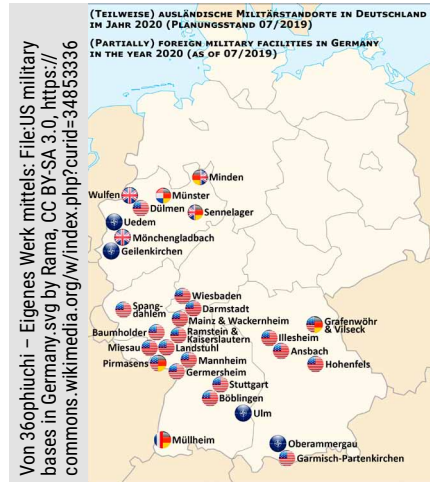 Von 36ophiuchi – Eigenes Werk mittels: File:US military
bases in Germany.svg by Rama, CC BY-SA 3.0, https://
commons.wikimedia.org/w/index.php?curid=34853336
(Teilweise) ausländische Militärstandorte in Deutschland
im Jahr 2020 (Planungsstand 07/2019)
(Partially) foreign military facilities in Germany
in the year 2020 (as of 07/2019)
Minden
Wulfen
Münster
Dülmen
Sennelager
Uedem
Mönchengladbach
Geilenkirchen
Wiesbaden
Spang-
dahlem
Darmstadt
Mainz & Wackernheim
Grafenwöhr
& Vilseck
Baumholder
Ramstein &
Kaiserslautern
Illesheim
Miesau
Landstuhl
Ansbach
Pirmasens
Mannheim
Hohenfels
Germersheim
Stuttgart
Böblingen
Ulm
Müllheim
Oberammergau
Garmisch-Partenkirchen